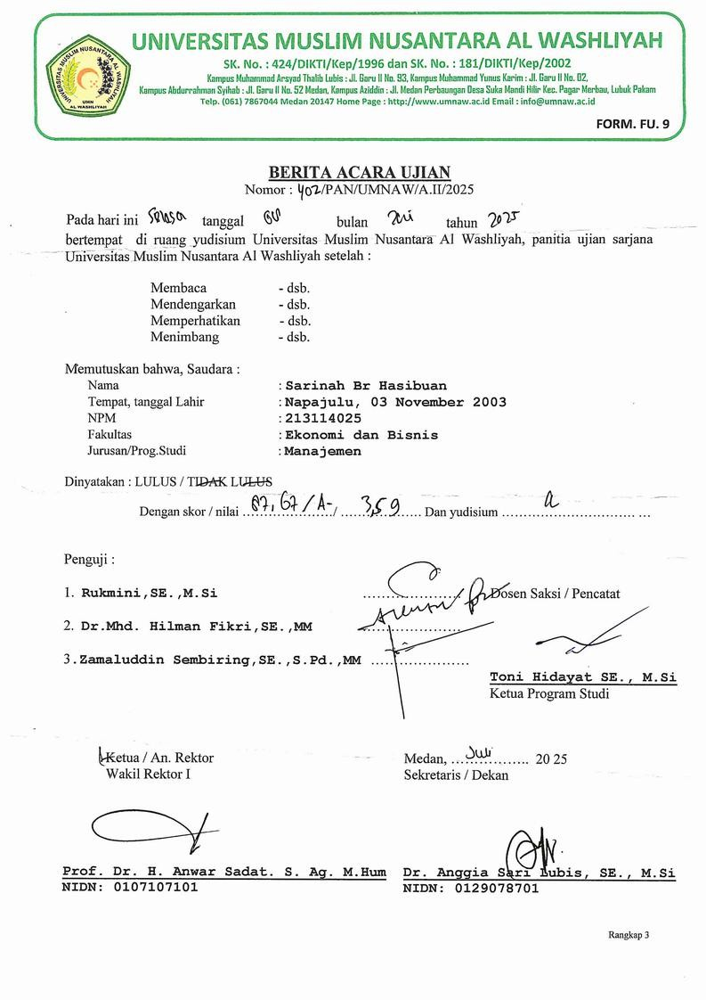 UNIVERSITAS MUSLIM NUSANTARA AL WASHLIYAH
SK. No. : 424/DIKTI/Kep/1996 dan SK. No. : 181/DIKTI/Kep/2002
Kampus Muhammad Arsyad Thalib Lubis : Jl. Garu II No. 93, Kampus Muhammad Yunus Karim : Jl. Garu II No. 02,
Kampus Abdurrahman Syihab : Jl. Garu II No. 52 Medan, Kampus Aziddin : Jl. Medan Perbaungan Desa Suka Mandi Hilir Kec. Pagar Merbau, Lubuk Pakam
Telp. (061) 7867044 Medan 20147 Home Page : http://www.umnaw.ac.id Email : info@umnaw.ac.id
UNIVERSITAS MUSLIM NUSANTARA AL WASHLIYAH
UMN
AL WASHLIYAH
FORM. FU. 9
BERITA ACARA UJIAN
Nomor : 402/PAN/UMNAW/A.II/2025
Pada hari ini Selasa tanggal bulan Juli tahun 2025
bertempat di ruang yudisium Universitas Muslim Nusantara Al Washliyah, panitia ujian sarjana
Universitas Muslim Nusantara Al Washliyah setelah :
Membaca - dsb.
Mendengarkan - dsb.
Memperhatikan - dsb.
Menimbang - dsb.
Memutuskan bahwa, Saudara :
Nama : Sarinah Br Hasibuan
Tempat, tanggal Lahir : Napajulu, 03 November 2003
NPM : 213114025
Fakultas : Ekonomi dan Bisnis
Jurusan/Prog.Studi : Manajemen
Dinyatakan : LULUS / TIDAK LULUS
Dengan skor / nilai 87,67 / A- / 3,59 Dan yudisium
Penguji :
1. Rukmini,SE.,M.Si Dosen Saksi / Pencatat
2. Dr.Mhd. Hilman Fikri,SE.,MM
3.Zamaluddin Sembiring,SE.,S.Pd.,MM
Toni Hidayat SE., M.Si
Ketua Program Studi
Ketua / An. Rektor
Wakil Rektor I
Medan, Juli 20 25
Sekretaris / Dekan
Prof. Dr. H. Anwar Sadat. S. Ag. M.Hum
NIDN: 0107107101
Dr. Anggia Sari Lubis, SE., M.Si
NIDN: 0129078701
Rangkap 3